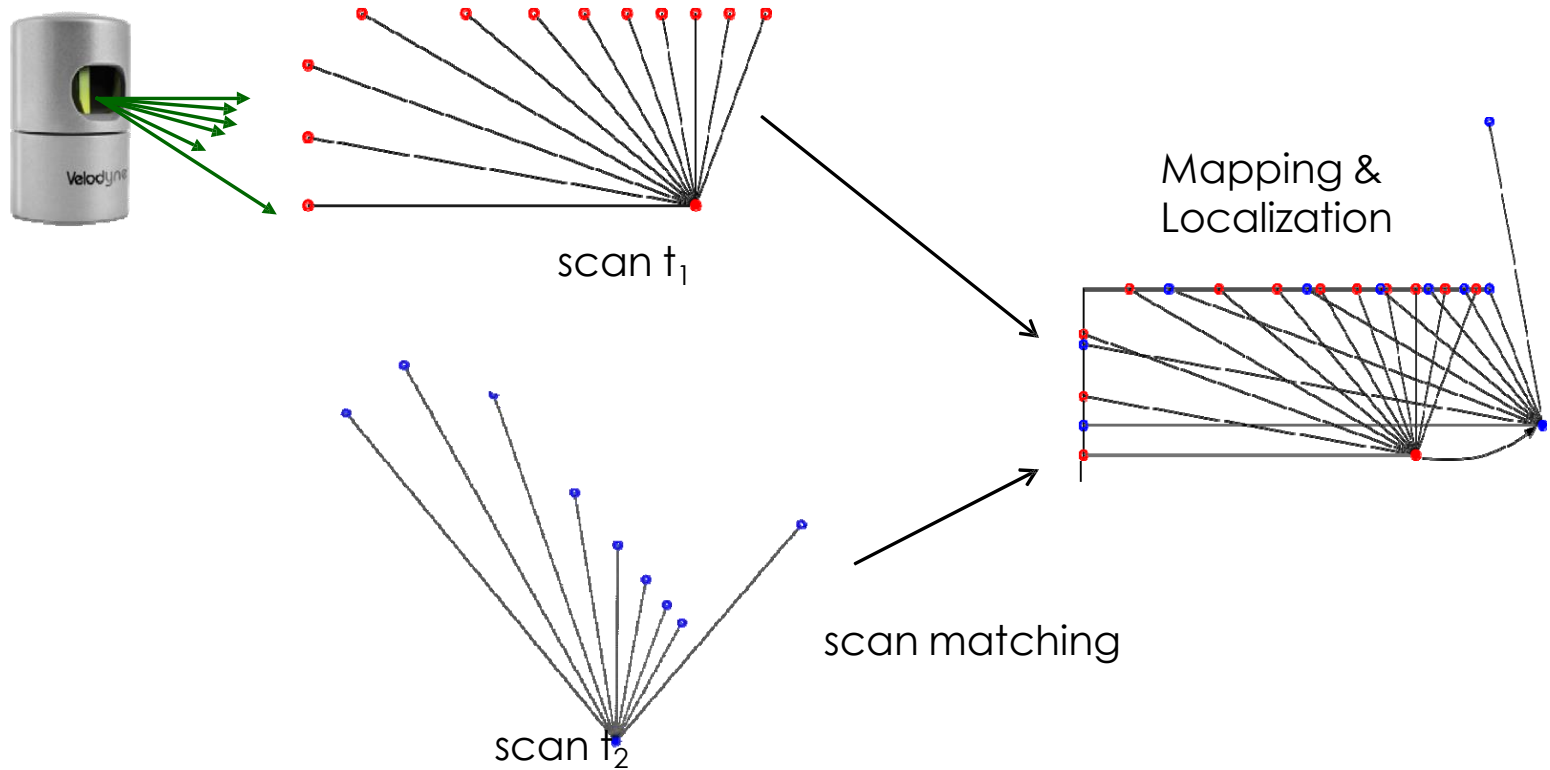 Velodyne
scan t₁
Mapping &
Localization
scan matching
scan t₂